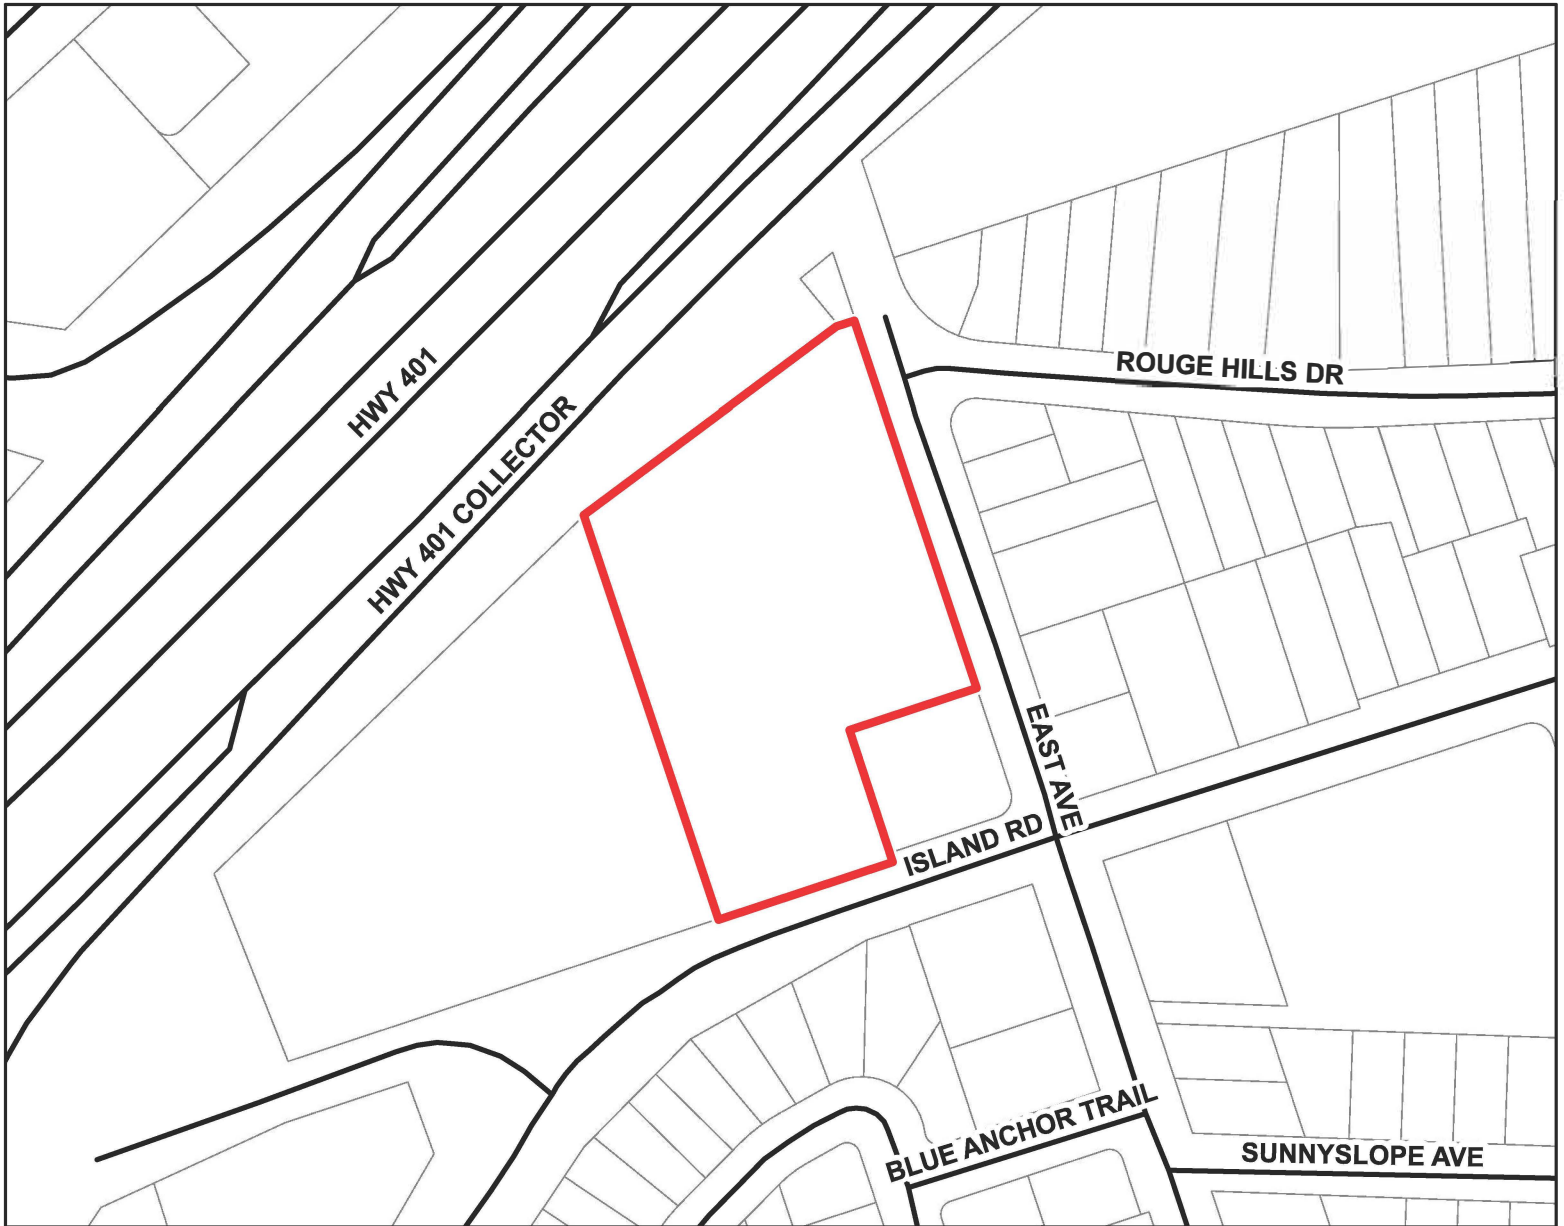 ROUGE HILLS DR
HWY 401
HWY 401 COLLECTOR
EAST AVE
ISLAND RD
BLUE ANCHOR TRAIL
SUNNYSLOPE AVE